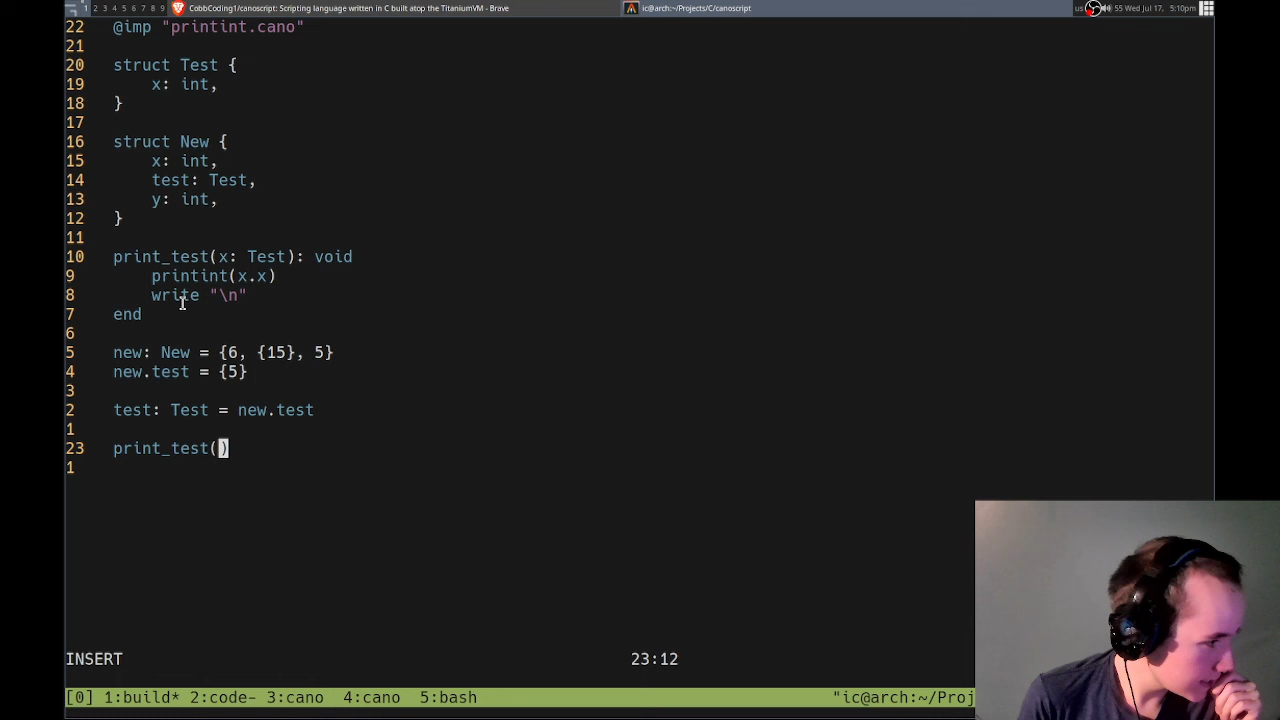 1 2 3 4 5 6 7 8 9 CobbCoding1/canoscript: Scripting language written in C built atop the TitaniumVM - Brave ic@arch:~/Projects/C/canoscript us 55 Wed Jul 17, 5:10pm
22 @imp "printint.cano"
21
20 struct Test {
19 x: int,
18 }
17
16 struct New {
15 x: int,
14 test: Test,
13 y: int,
12 }
11
10 print_test(x: Test): void
9 printint(x.x)
8 write "\n"
7 end
6
5 new: New = {6, {15}, 5}
4 new.test = {5}
3
2 test: Test = new.test
1
23 print_test()
1
INSERT 23:12
[0] 1:build* 2:code- 3:cano 4:cano 5:bash "ic@arch:~/Proj